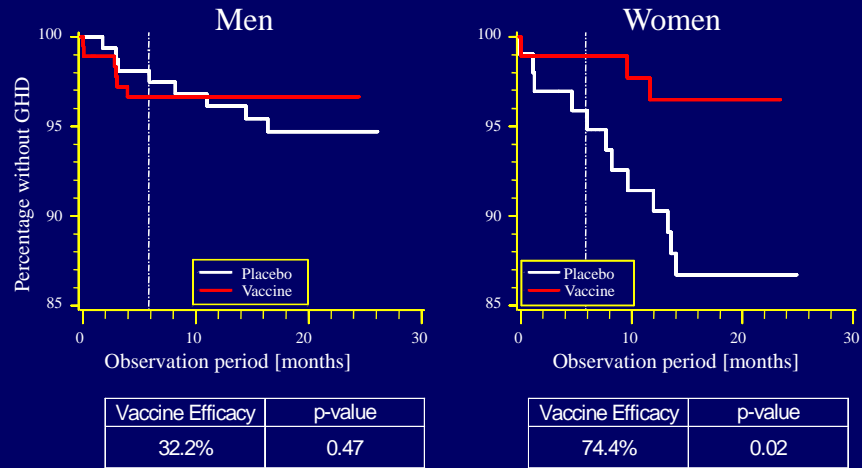 Men
Percentage without GHD
100
95
90
85
Placebo
Vaccine
0 10 20 30
Observation period [months]
Vaccine Efficacy p-value
32.2% 0.47
Women
100
95
90
85
Placebo
Vaccine
0 10 20 30
Observation period [months]
Vaccine Efficacy p-value
74.4% 0.02